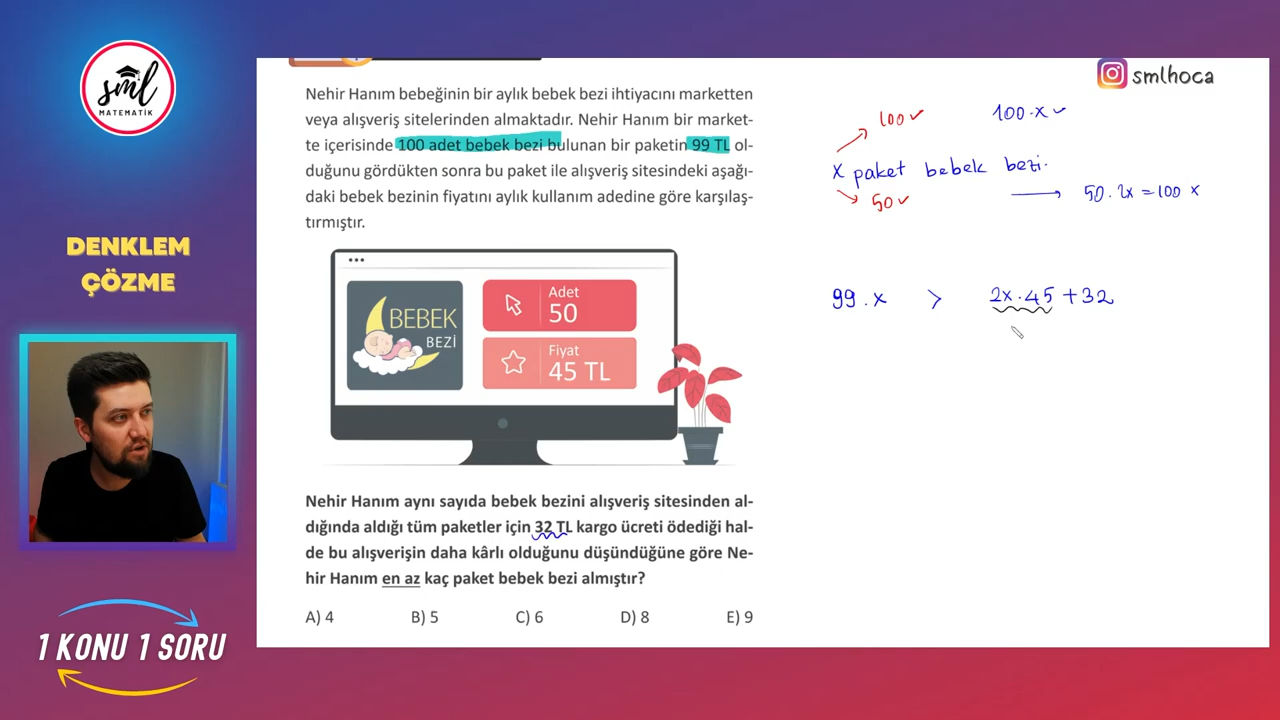 sml
MATEMATİK
DENKLEM
ÇÖZME
1 KONU 1 SORU
smlhoca
Nehir Hanım bebeğinin bir aylık bebek bezi ihtiyacını marketten
veya alışveriş sitelerinden almaktadır. Nehir Hanım bir market-
te içerisinde 100 adet bebek bezi bulunan bir paketin 99 TL ol-
duğunu gördükten sonra bu paket ile alışveriş sitesindeki aşağı-
daki bebek bezinin fiyatını aylık kullanım adedine göre karşılaş-
tırmıştır.
BEBEK
BEZİ
Adet
50
Fiyat
45 TL
Nehir Hanım aynı sayıda bebek bezini alışveriş sitesinden al-
dığında aldığı tüm paketler için 32 TL kargo ücreti ödediği hal-
de bu alışverişin daha kârlı olduğunu düşündüğüne göre Ne-
hir Hanım en az kaç paket bebek bezi almıştır?
A) 4 B) 5 C) 6 D) 8 E) 9
100 ✓ 100·x ✓
x paket bebek bezi.
50 ✓ → 50·2x = 100 x
99·x > 2x·45 + 32